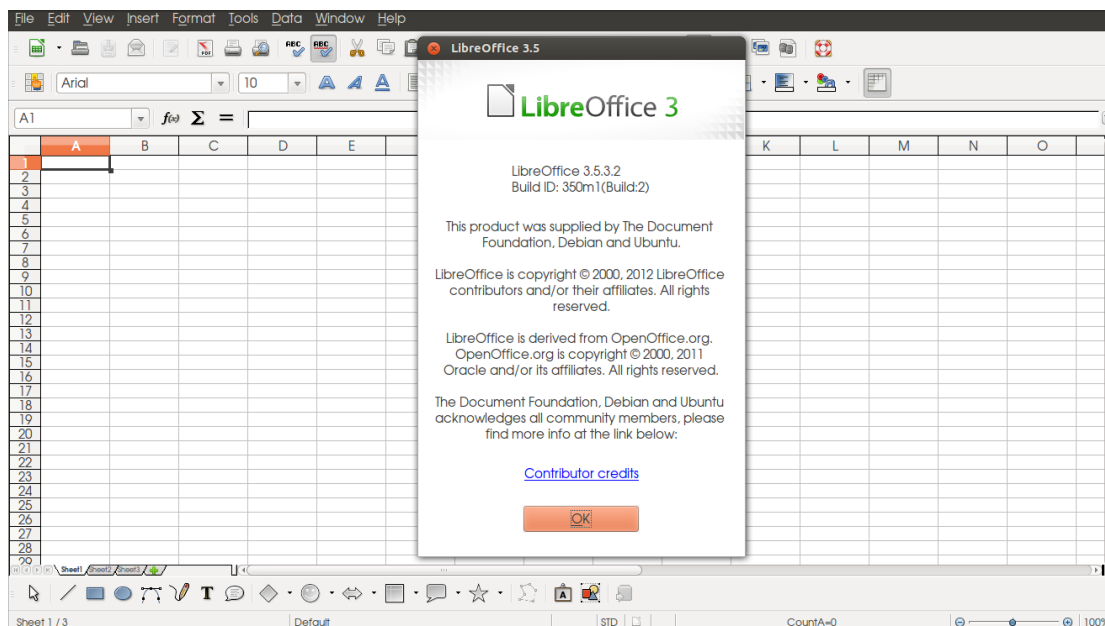 File Edit View Insert Format Tools Data Window Help
LibreOffice 3.5
PDF
ABC
ABC
Arial
10
A1
f(x) Σ =
A B C D E K L M N O
1
2
3
4
5
6
7
8
9
10
11
12
13
14
15
16
17
18
19
20
21
22
23
24
25
26
27
28
29
LibreOffice 3
LibreOffice 3.5.3.2
Build ID: 350m1(Build:2)
This product was supplied by The Document
Foundation, Debian and Ubuntu.
LibreOffice is copyright © 2000, 2012 LibreOffice
contributors and/or their affiliates. All rights
reserved.
LibreOffice is derived from OpenOffice.org.
OpenOffice.org is copyright © 2000, 2011
Oracle and/or its affiliates. All rights reserved.
The Document Foundation, Debian and Ubuntu
acknowledges all community members, please
find more info at the link below:
Contributor credits
OK
Sheet1 Sheet2 Sheet3
T
A
Sheet 1 / 3 Default STD CountA=0 100%